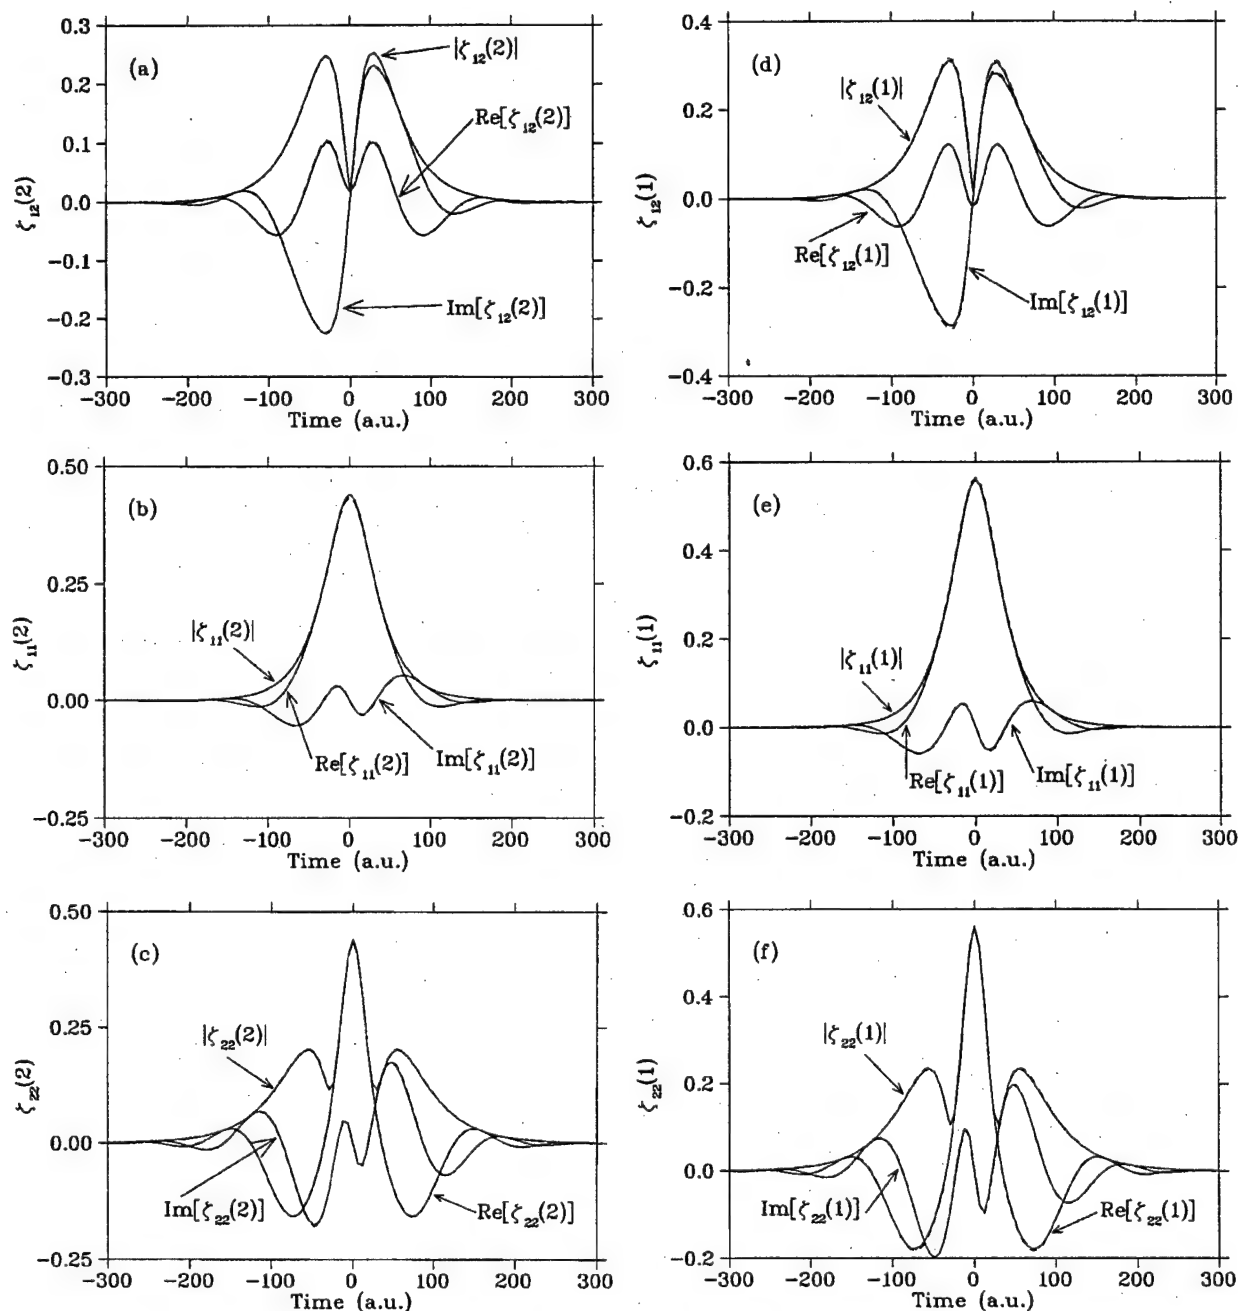 (a)
|ζ₁₂(2)|
Re[ζ₁₂(2)]
Im[ζ₁₂(2)]
ζ₁₂(2)
0.3
0.2
0.1
0.0
−0.1
−0.2
−0.3
−300 −200 −100 0 100 200 300
Time (a.u.)
(d)
|ζ₁₂(1)|
Re[ζ₁₂(1)]
Im[ζ₁₂(1)]
ζ₁₂(1)
0.4
0.2
0.0
−0.2
−0.4
−300 −200 −100 0 100 200 300
Time (a.u.)
(b)
|ζ₁₁(2)|
Re[ζ₁₁(2)]
Im[ζ₁₁(2)]
ζ₁₁(2)
0.50
0.25
0.00
−0.25
−300 −200 −100 0 100 200 300
Time (a.u.)
(e)
|ζ₁₁(1)|
Re[ζ₁₁(1)]
Im[ζ₁₁(1)]
ζ₁₁(1)
0.6
0.4
0.2
0.0
−0.2
−300 −200 −100 0 100 200 300
Time (a.u.)
(c)
|ζ₂₂(2)|
Im[ζ₂₂(2)]
Re[ζ₂₂(2)]
ζ₂₂(2)
0.50
0.25
0.00
−0.25
−300 −200 −100 0 100 200 300
Time (a.u.)
(f)
|ζ₂₂(1)|
Im[ζ₂₂(1)]
Re[ζ₂₂(1)]
ζ₂₂(1)
0.6
0.4
0.2
0.0
−0.2
−300 −200 −100 0 100 200 300
Time (a.u.)